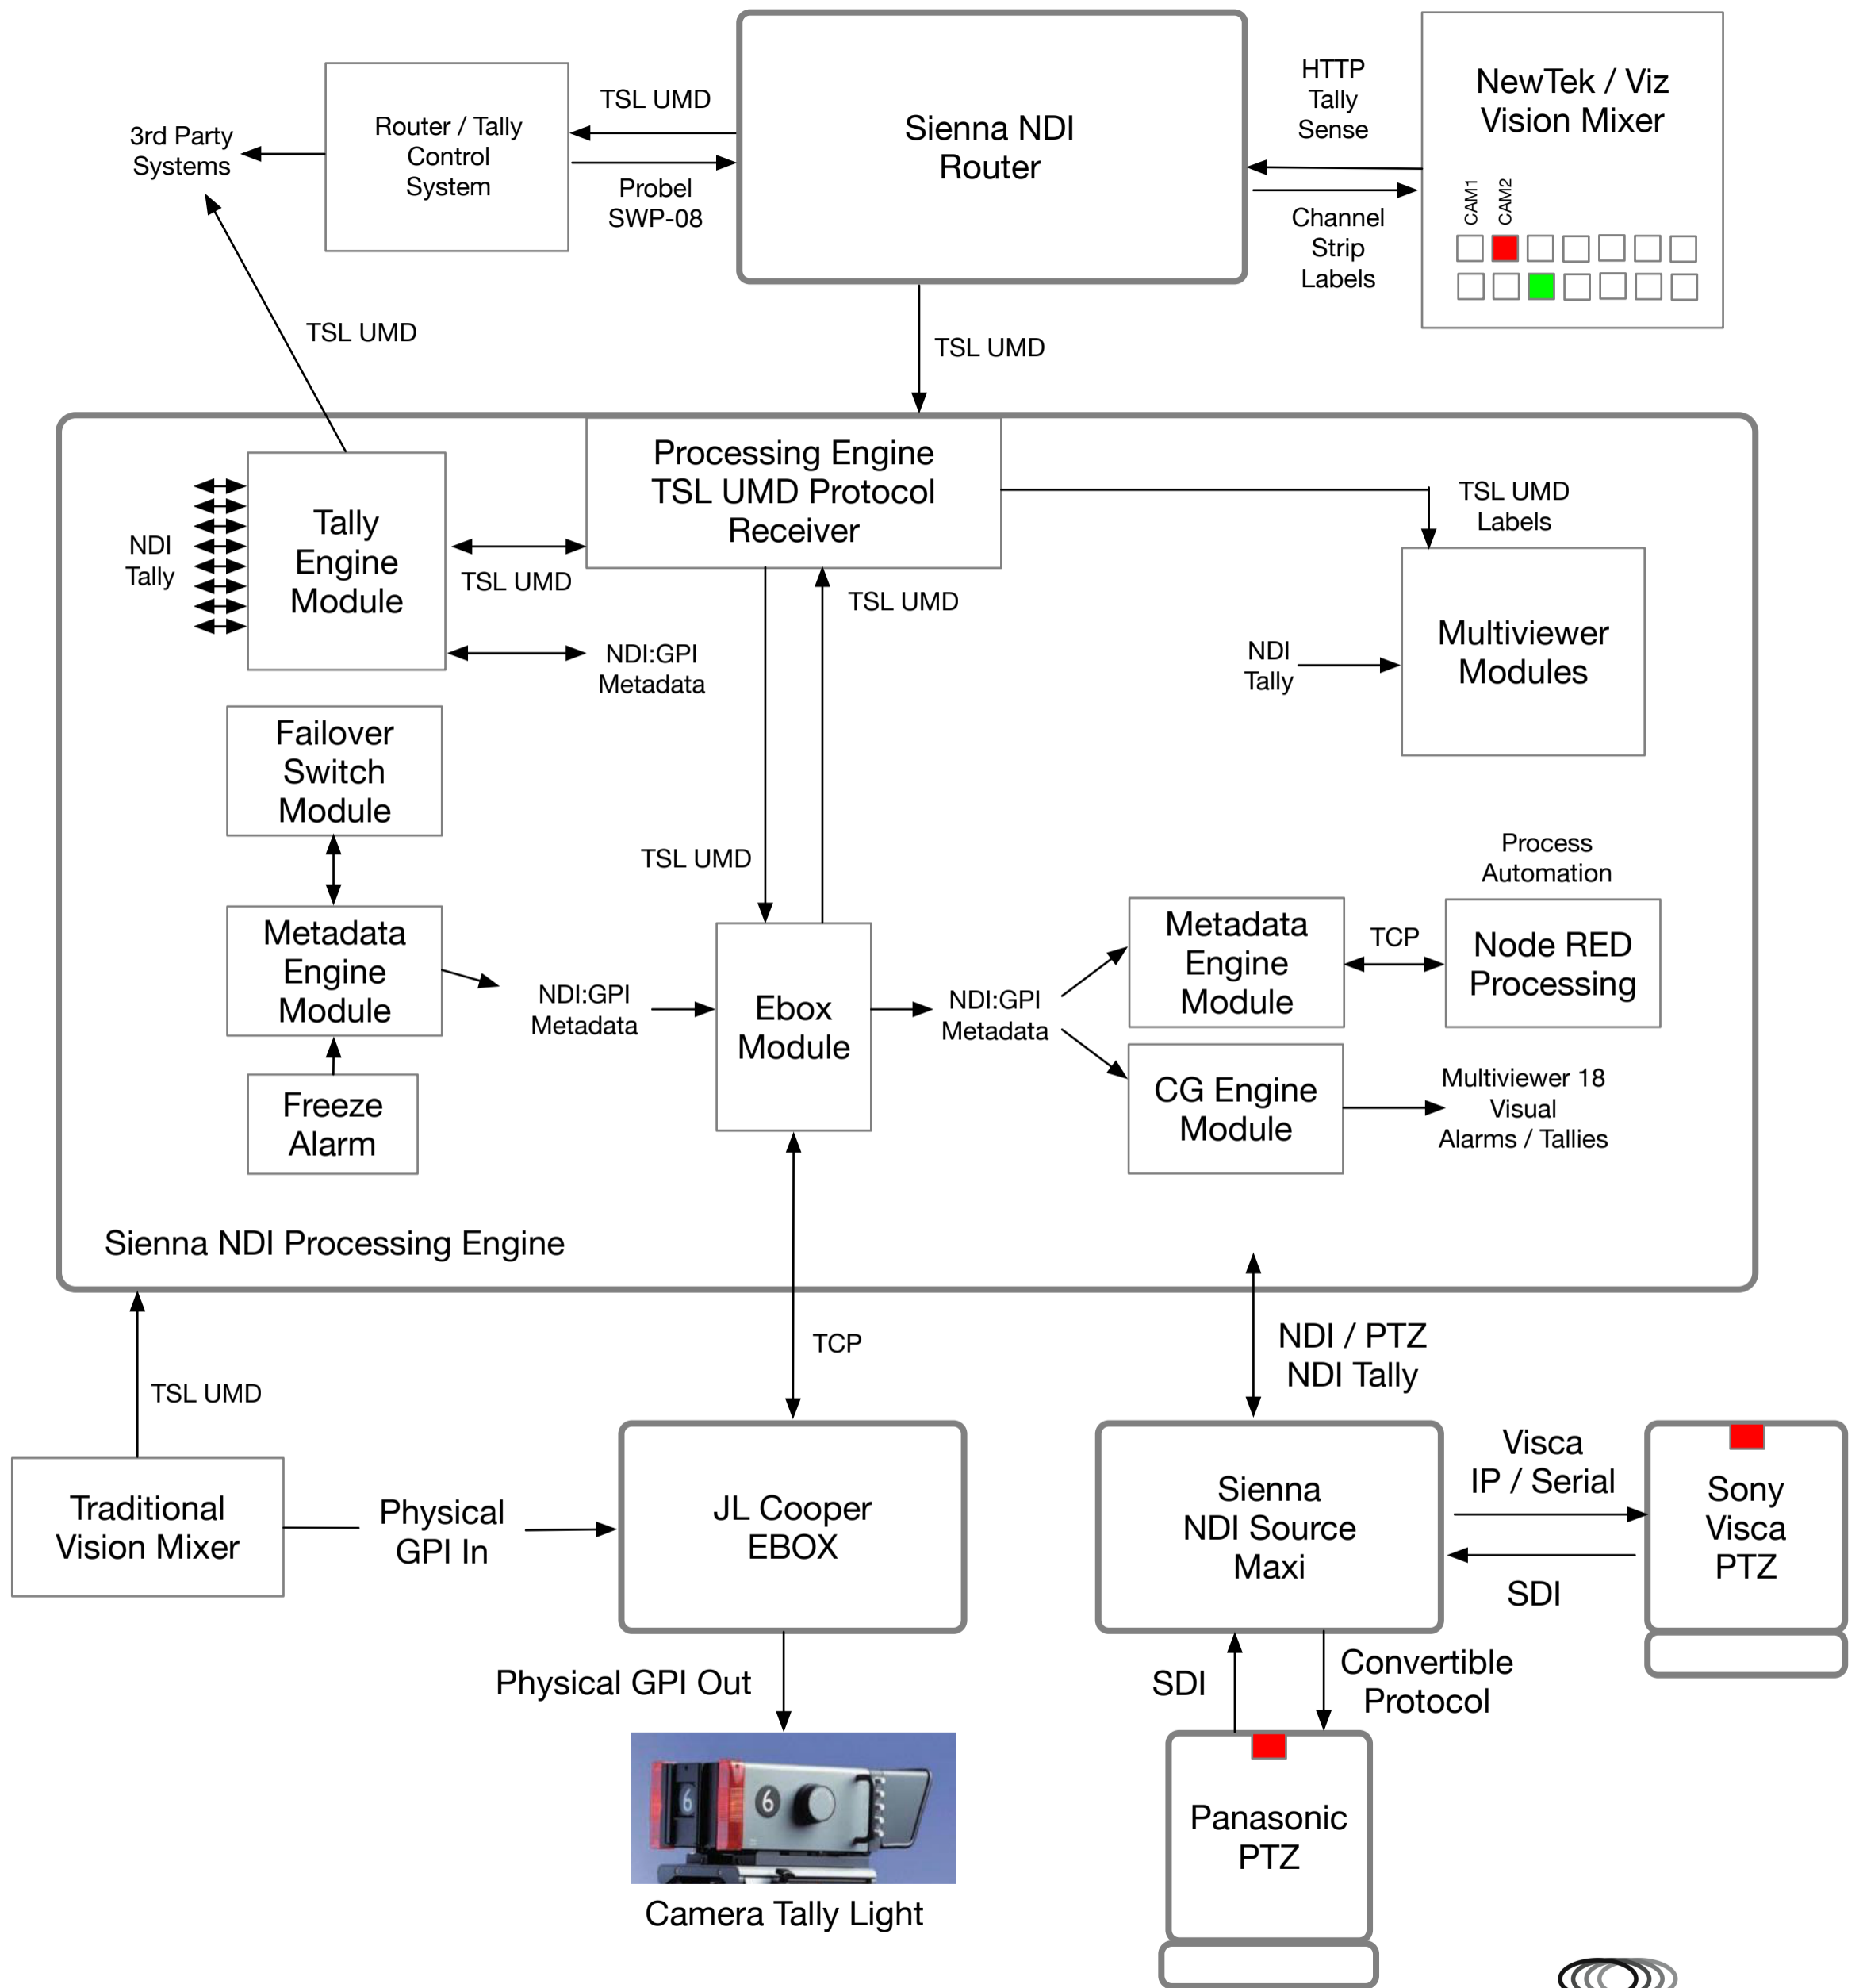 3rd Party
Systems
Router / Tally
Control
System
TSL UMD
Probel
SWP-08
Sienna NDI
Router
HTTP
Tally
Sense
Channel
Strip
Labels
NewTek / Viz
Vision Mixer
CAM1
CAM2
TSL UMD
TSL UMD
Processing Engine
TSL UMD Protocol
Receiver
NDI
Tally
Tally
Engine
Module
TSL UMD
NDI:GPI
Metadata
TSL UMD
TSL UMD
Labels
NDI
Tally
Multiviewer
Modules
Failover
Switch
Module
TSL UMD
Metadata
Engine
Module
NDI:GPI
Metadata
Freeze
Alarm
Ebox
Module
NDI:GPI
Metadata
Metadata
Engine
Module
TCP
Process
Automation
Node RED
Processing
CG Engine
Module
Multiviewer 18
Visual
Alarms / Tallies
Sienna NDI Processing Engine
TSL UMD
TCP
NDI / PTZ
NDI Tally
Traditional
Vision Mixer
Physical
GPI In
JL Cooper
EBOX
Sienna
NDI Source
Maxi
Visca
IP / Serial
SDI
Sony
Visca
PTZ
Physical GPI Out
SDI
Convertible
Protocol
6
6
Camera Tally Light
Panasonic
PTZ